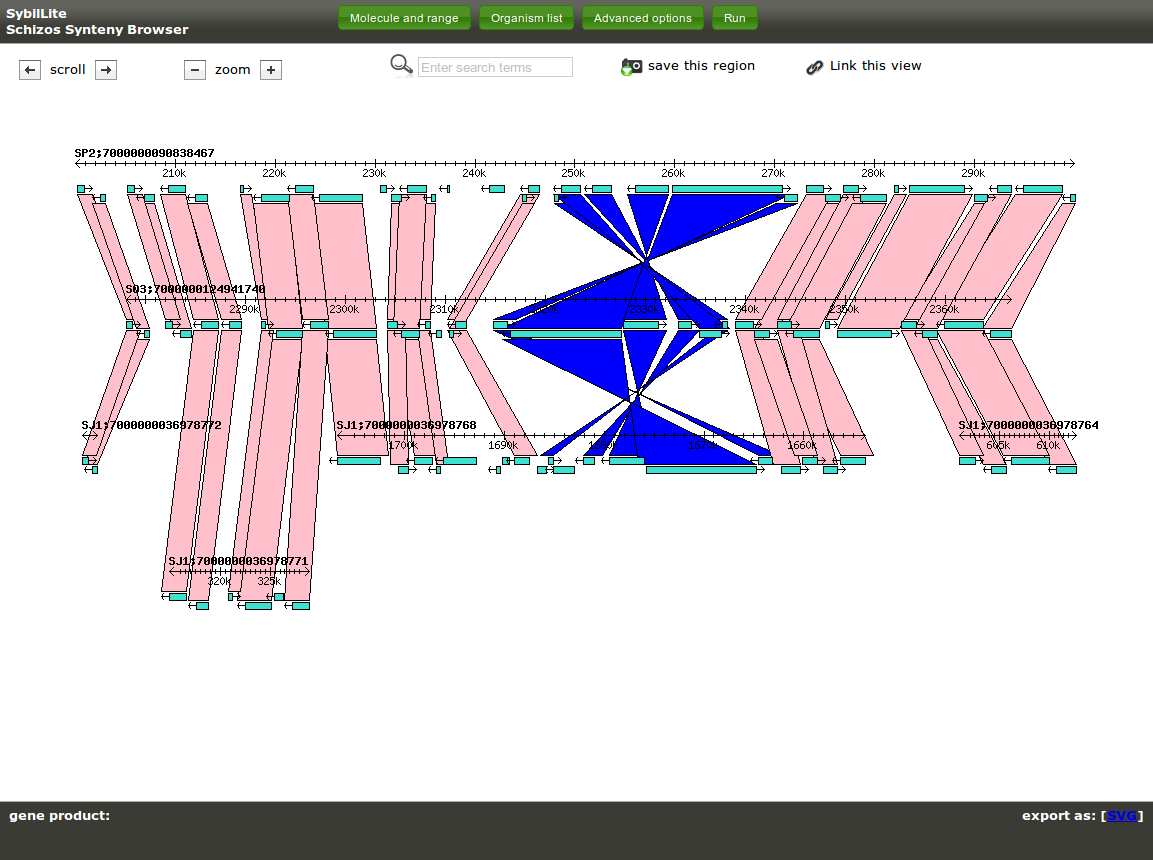 SybilLite
Schizos Synteny Browser
Molecule and range
Organism list
Advanced options
Run
scroll
zoom
Enter search terms
save this region
Link this view
SP2;7000000090838467
210k 220k 230k 240k 250k 260k 270k 280k 290k
SO3;7000000124941740
2290k 2300k 2310k 2330k 2340k 2350k 2360k
SJ1;7000000036978772
SJ1;7000000036978768
SJ1;7000000036978764
1700k 1690k 1660k 605k 610k
SJ1;7000000036978771
320k 325k
gene product:
export as: [SVG]